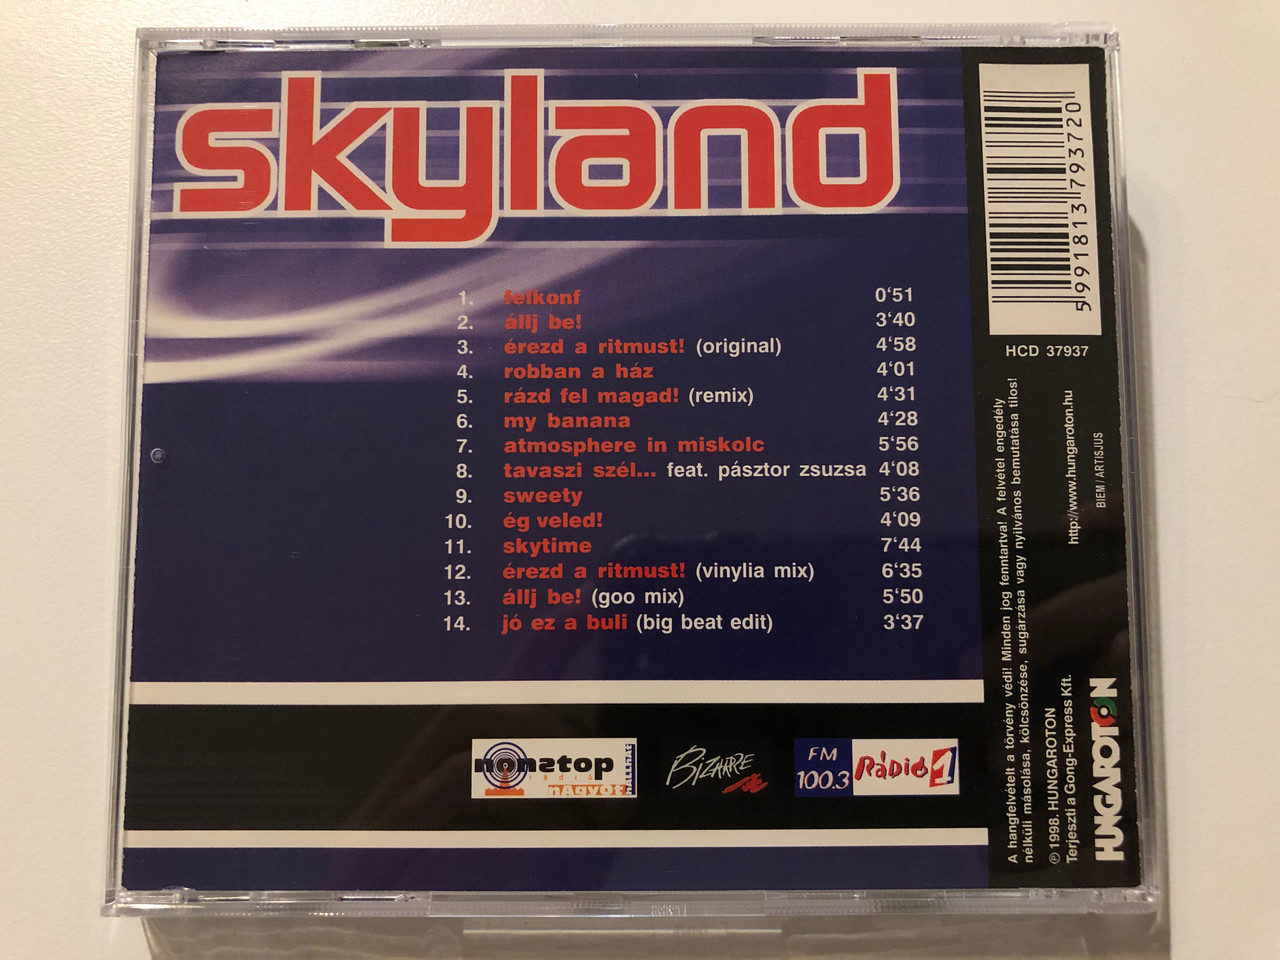 skyland
1. felkonf 0'51
2. állj be! 3'40
3. érezd a ritmust! (original) 4'58
4. robban a ház 4'01
5. rázd fel magad! (remix) 4'31
6. my banana 4'28
7. atmosphere in miskolc 5'56
8. tavaszi szél... feat. pásztor zsuzsa 4'08
9. sweety 5'36
10. ég veled! 4'09
11. skytime 7'44
12. érezd a ritmust! (vinylia mix) 6'35
13. állj be! (goo mix) 5'50
14. jó ez a buli (big beat edit) 3'37
nonstop
rádió
nagyot
hallhat
Bizarre
FM
100.3
Rádió 1
5 991813 793720
HCD 37937
A hangfelvételt a törvény védi! Minden jog fenntartva! A felvétel engedély
nélküli másolása, kölcsönzése, sugárzása vagy nyilvános bemutatása tilos!
℗ 1998. HUNGAROTON
Terjeszti a Gong-Express Kft.
http://www.hungaroton.hu
BIEM / ARTISJUS
HUNGAROTON